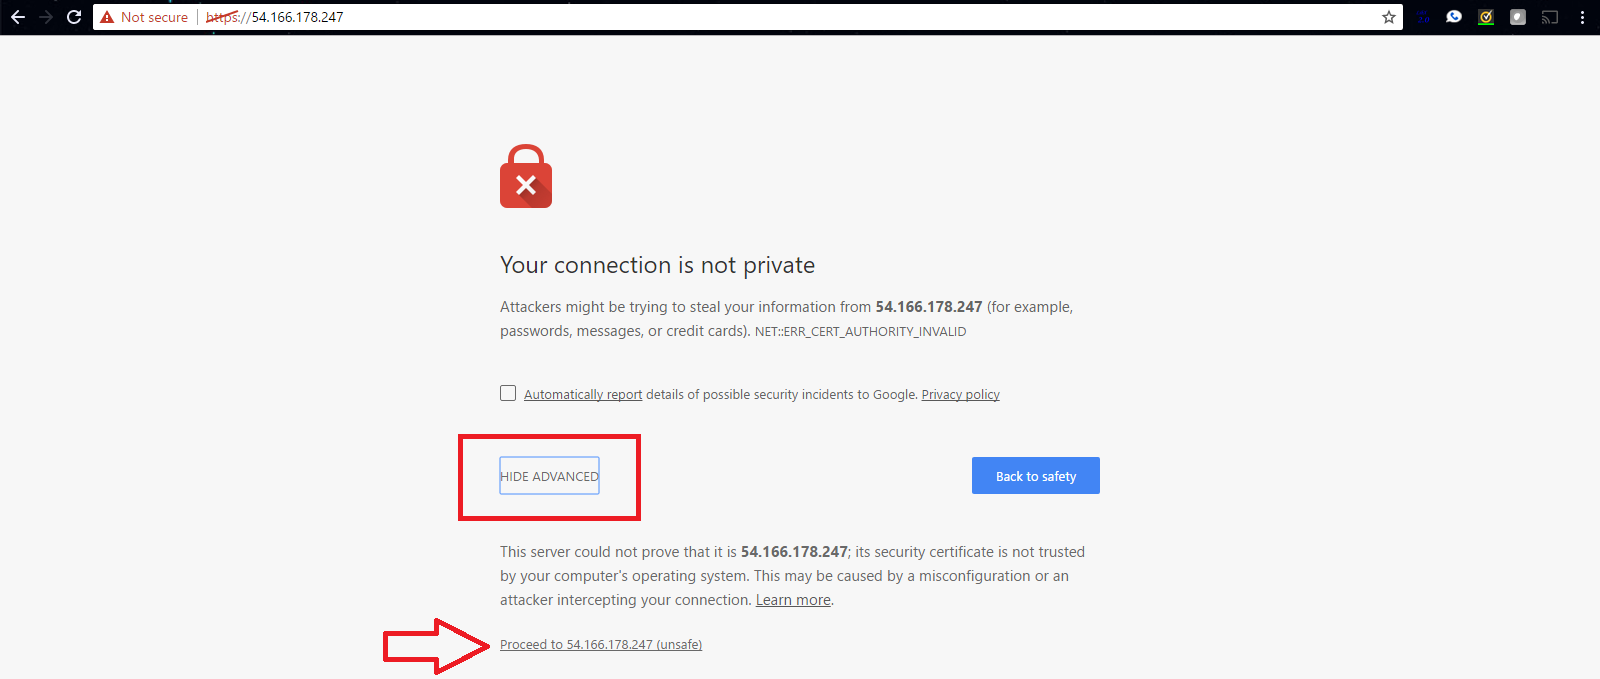 Not secure https://54.166.178.247
Your connection is not private
Attackers might be trying to steal your information from 54.166.178.247 (for example,
passwords, messages, or credit cards). NET::ERR_CERT_AUTHORITY_INVALID
Automatically report details of possible security incidents to Google. Privacy policy
HIDE ADVANCED
Back to safety
This server could not prove that it is 54.166.178.247; its security certificate is not trusted
by your computer's operating system. This may be caused by a misconfiguration or an
attacker intercepting your connection. Learn more.
Proceed to 54.166.178.247 (unsafe)